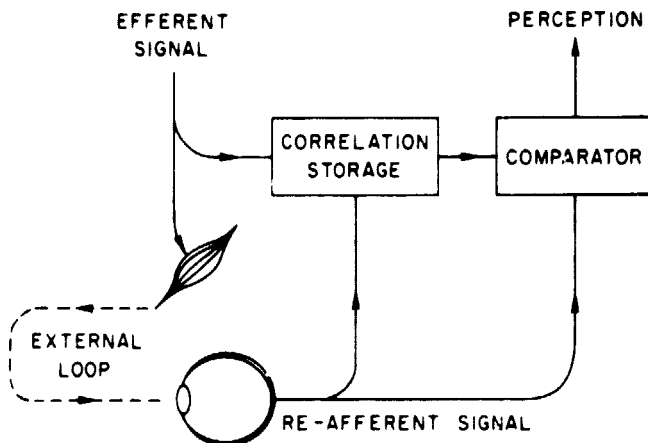 EFFERENT
SIGNAL
PERCEPTION
CORRELATION
STORAGE
COMPARATOR
EXTERNAL
LOOP
RE-AFFERENT SIGNAL